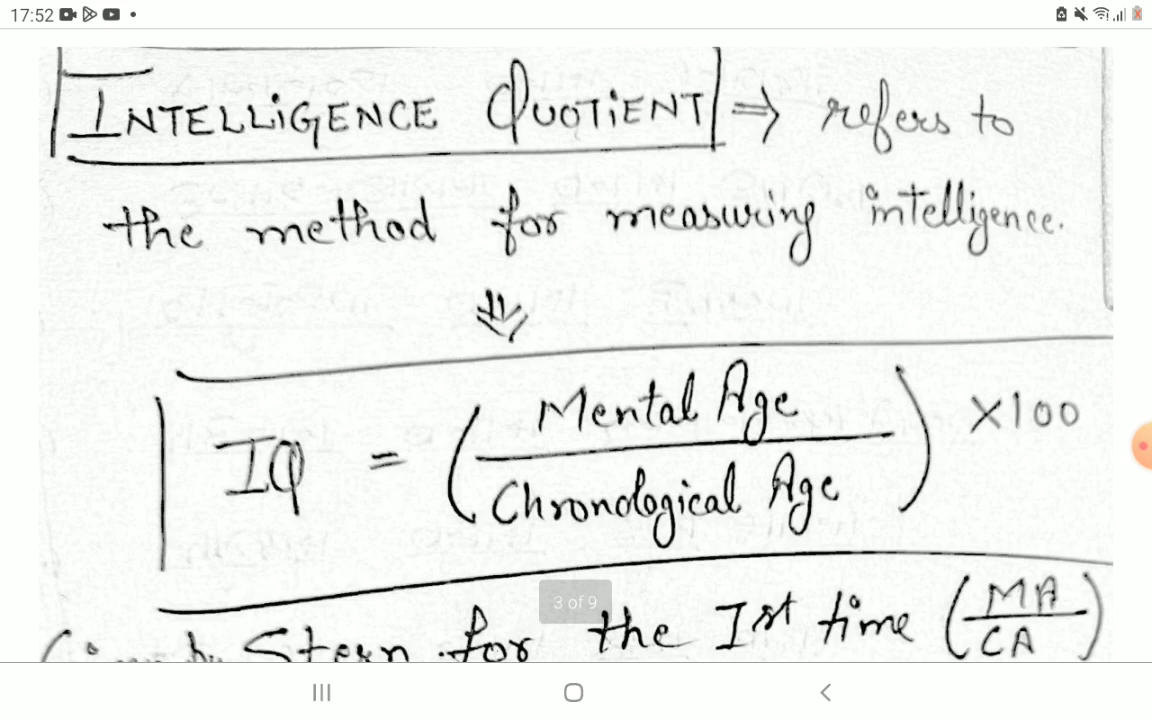 17:52
INTELLIGENCE QUOTIENT => refers to
the method for measuring intelligence.
IQ = (Mental Age / Chronological Age) X100
3 of 9
Stern for the Ist time (MA / CA)